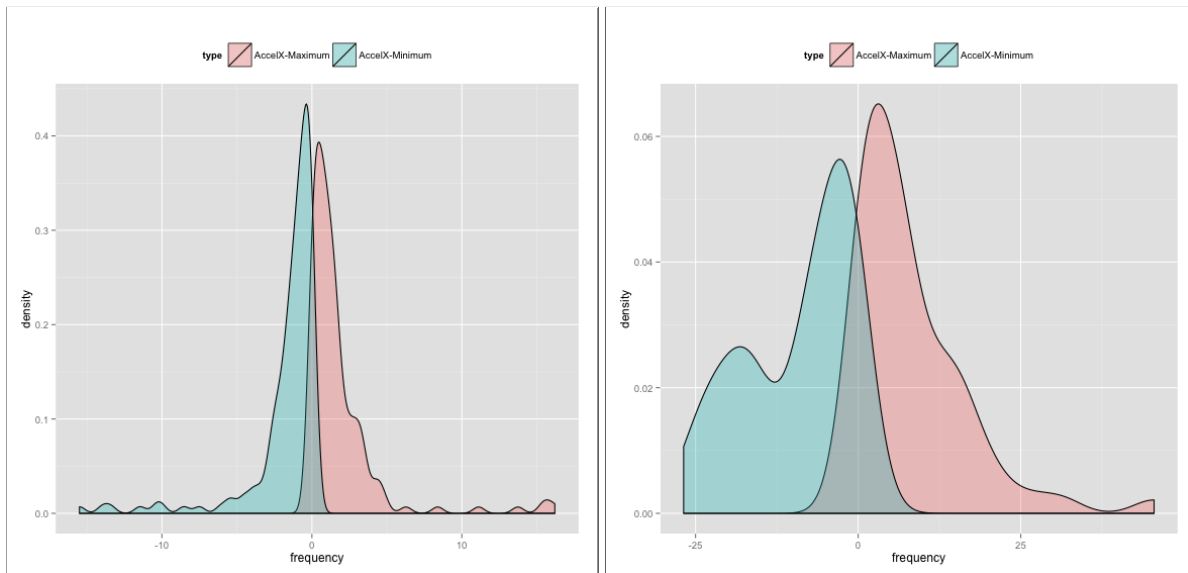 type AccelX-Maximum AccelX-Minimum
0.4
0.3
0.2
0.1
0.0
density
-10 0 10
frequency
type AccelX-Maximum AccelX-Minimum
0.06
0.04
0.02
0.00
density
-25 0 25
frequency